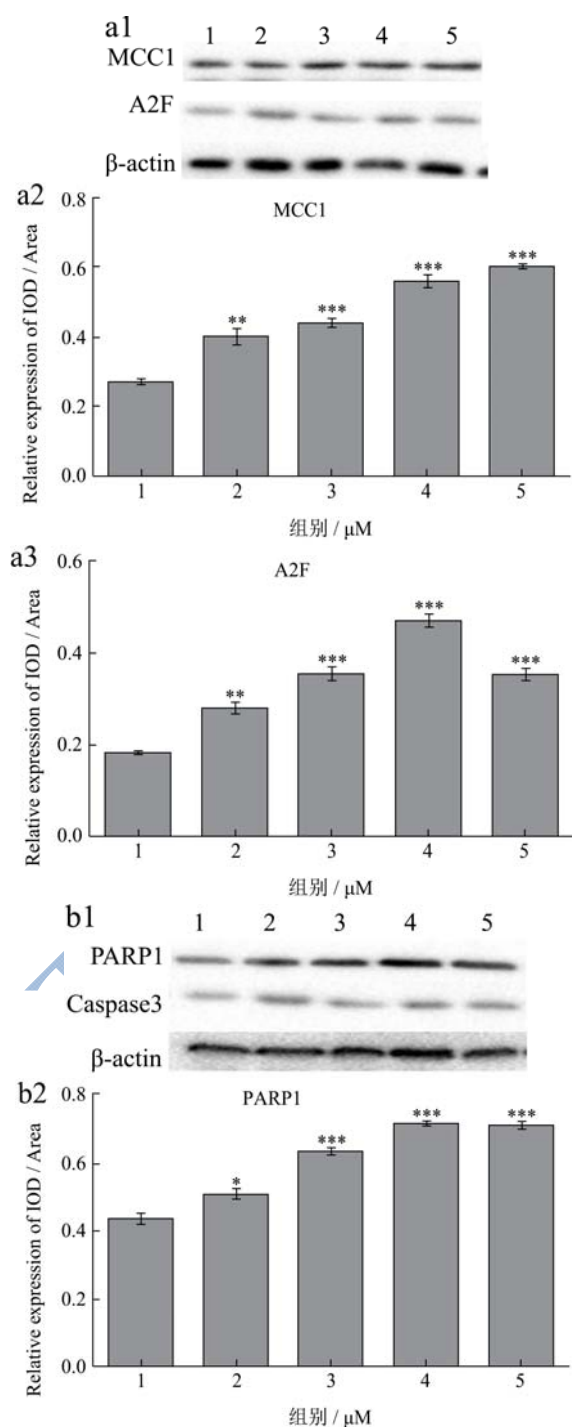 a1
1 2 3 4 5
MCC1
A2F
β-actin
a2
MCC1
Relative expression of IOD / Area
0.8
0.6
0.4
0.2
0.0
**
***
***
***
1 2 3 4 5
组别 / μM
a3
A2F
Relative expression of IOD / Area
0.6
0.4
0.2
0.0
**
***
***
***
1 2 3 4 5
组别 / μM
b1
1 2 3 4 5
PARP1
Caspase3
β-actin
b2
PARP1
Relative expression of IOD / Area
0.8
0.6
0.4
0.2
0.0
*
***
***
***
1 2 3 4 5
组别 / μM